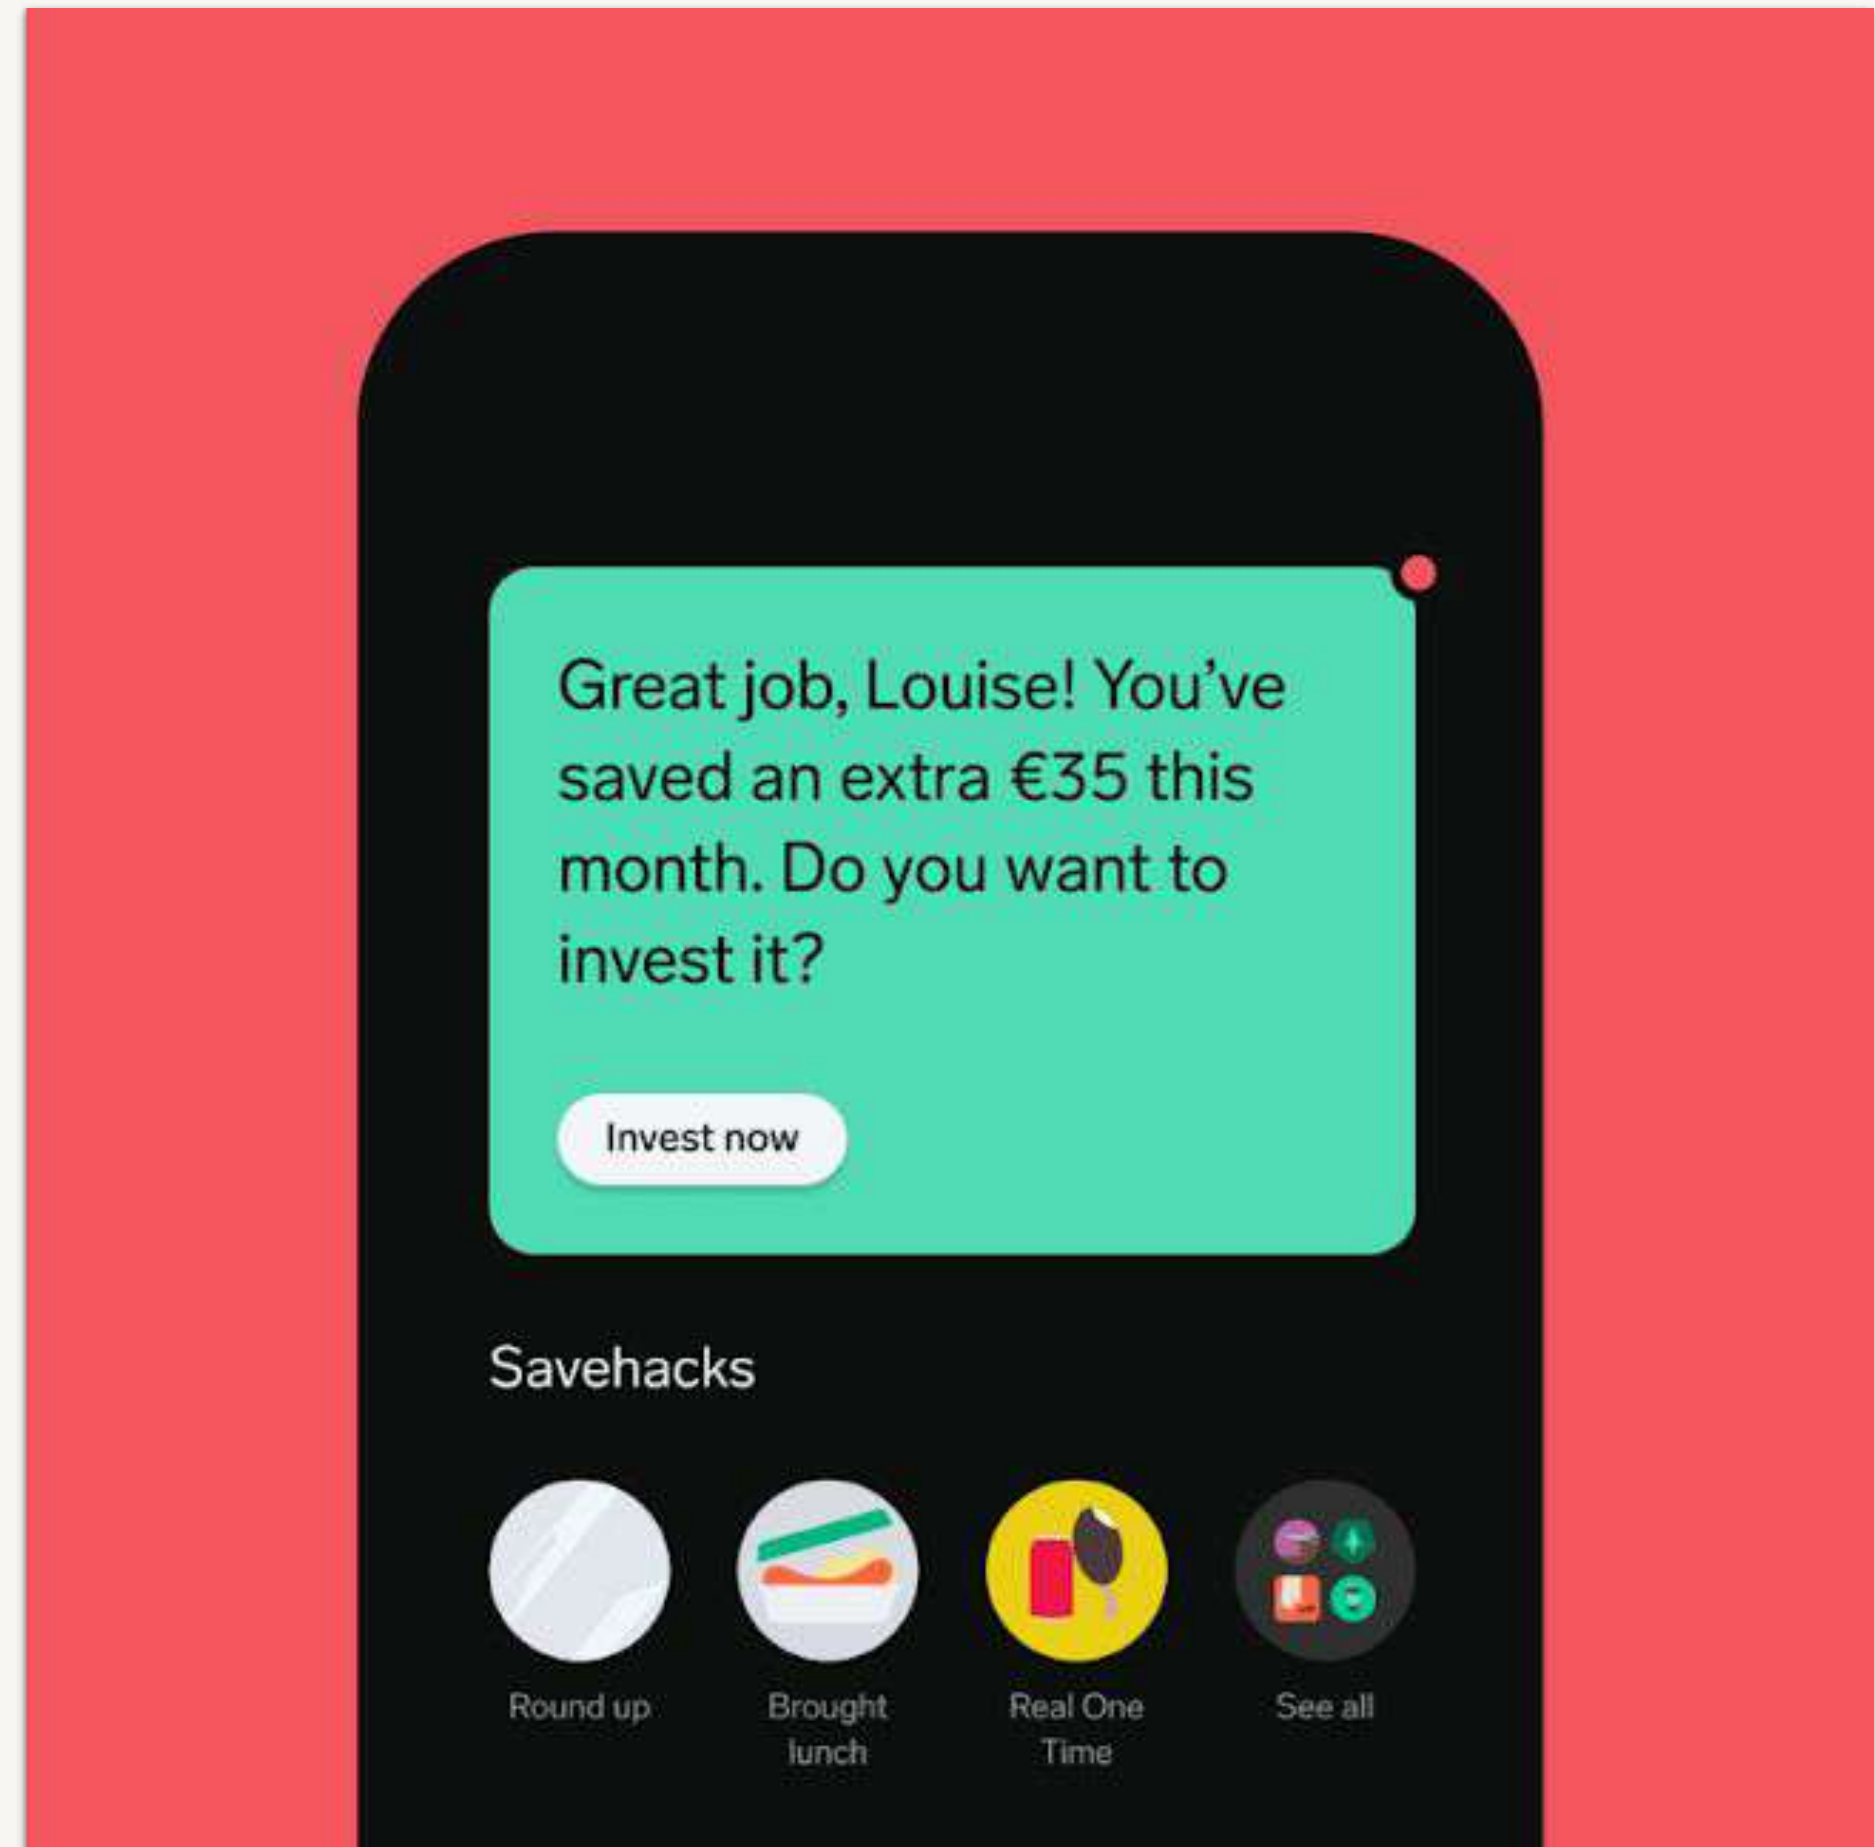 Great job, Louise! You’ve
saved an extra €35 this
month. Do you want to
invest it?
Invest now
Savehacks
Round up
Brought
lunch
Real One
Time
See all